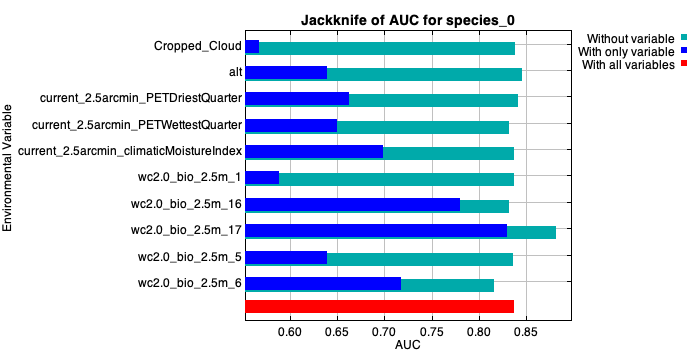 Jackknife of AUC for species_0
Without variable
With only variable
With all variables
Environmental Variable
Cropped_Cloud
alt
current_2.5arcmin_PETDriestQuarter
current_2.5arcmin_PETWettestQuarter
current_2.5arcmin_climaticMoistureIndex
wc2.0_bio_2.5m_1
wc2.0_bio_2.5m_16
wc2.0_bio_2.5m_17
wc2.0_bio_2.5m_5
wc2.0_bio_2.5m_6
0.60 0.65 0.70 0.75 0.80 0.85
AUC